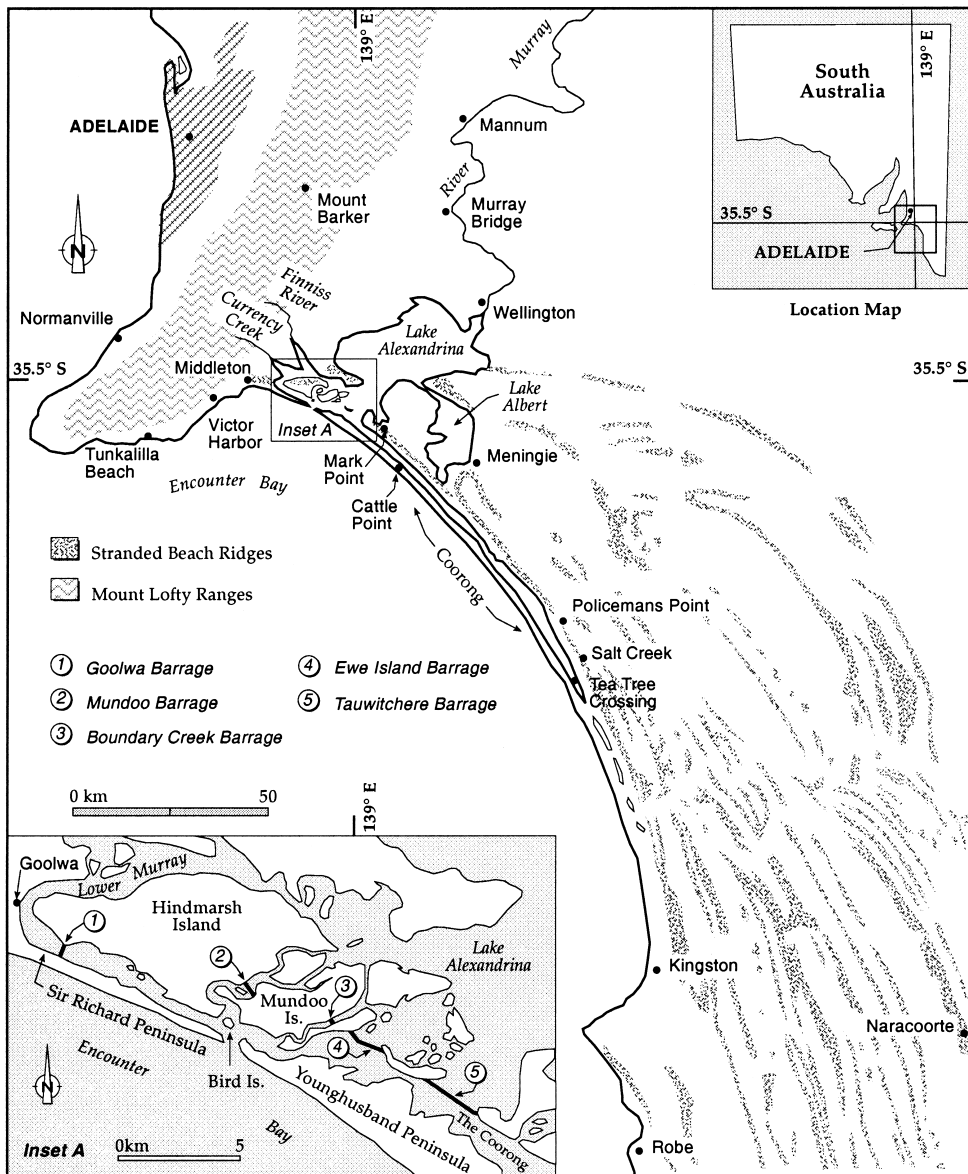 139° E
Murray
River
ADELAIDE
Mannum
Mount
Barker
Murray
Bridge
N
Finniss
River
Currency
Creek
Normanville
Wellington
Lake
Alexandrina
35.5° S
35.5° S
Middleton
Lake
Albert
Victor
Harbor
Inset A
Tunkalilla
Beach
Mark
Point
Meningie
Encounter Bay
Cattle
Point
Coorong
Policemans Point
Salt Creek
Tea Tree
Crossing
Kingston
Naracoorte
Robe
Stranded Beach Ridges
Mount Lofty Ranges
1 Goolwa Barrage
2 Mundoo Barrage
3 Boundary Creek Barrage
4 Ewe Island Barrage
5 Tauwitchere Barrage
0 km 50
139° E
South
Australia
139° E
35.5° S
ADELAIDE
Location Map
Goolwa
Lower Murray
Hindmarsh
Island
1
2
Mundoo
Is.
3
Lake
Alexandrina
4
5
Sir Richard Peninsula
Bird Is.
Younghusband Peninsula
The Coorong
Encounter
Bay
N
Inset A
0km 5